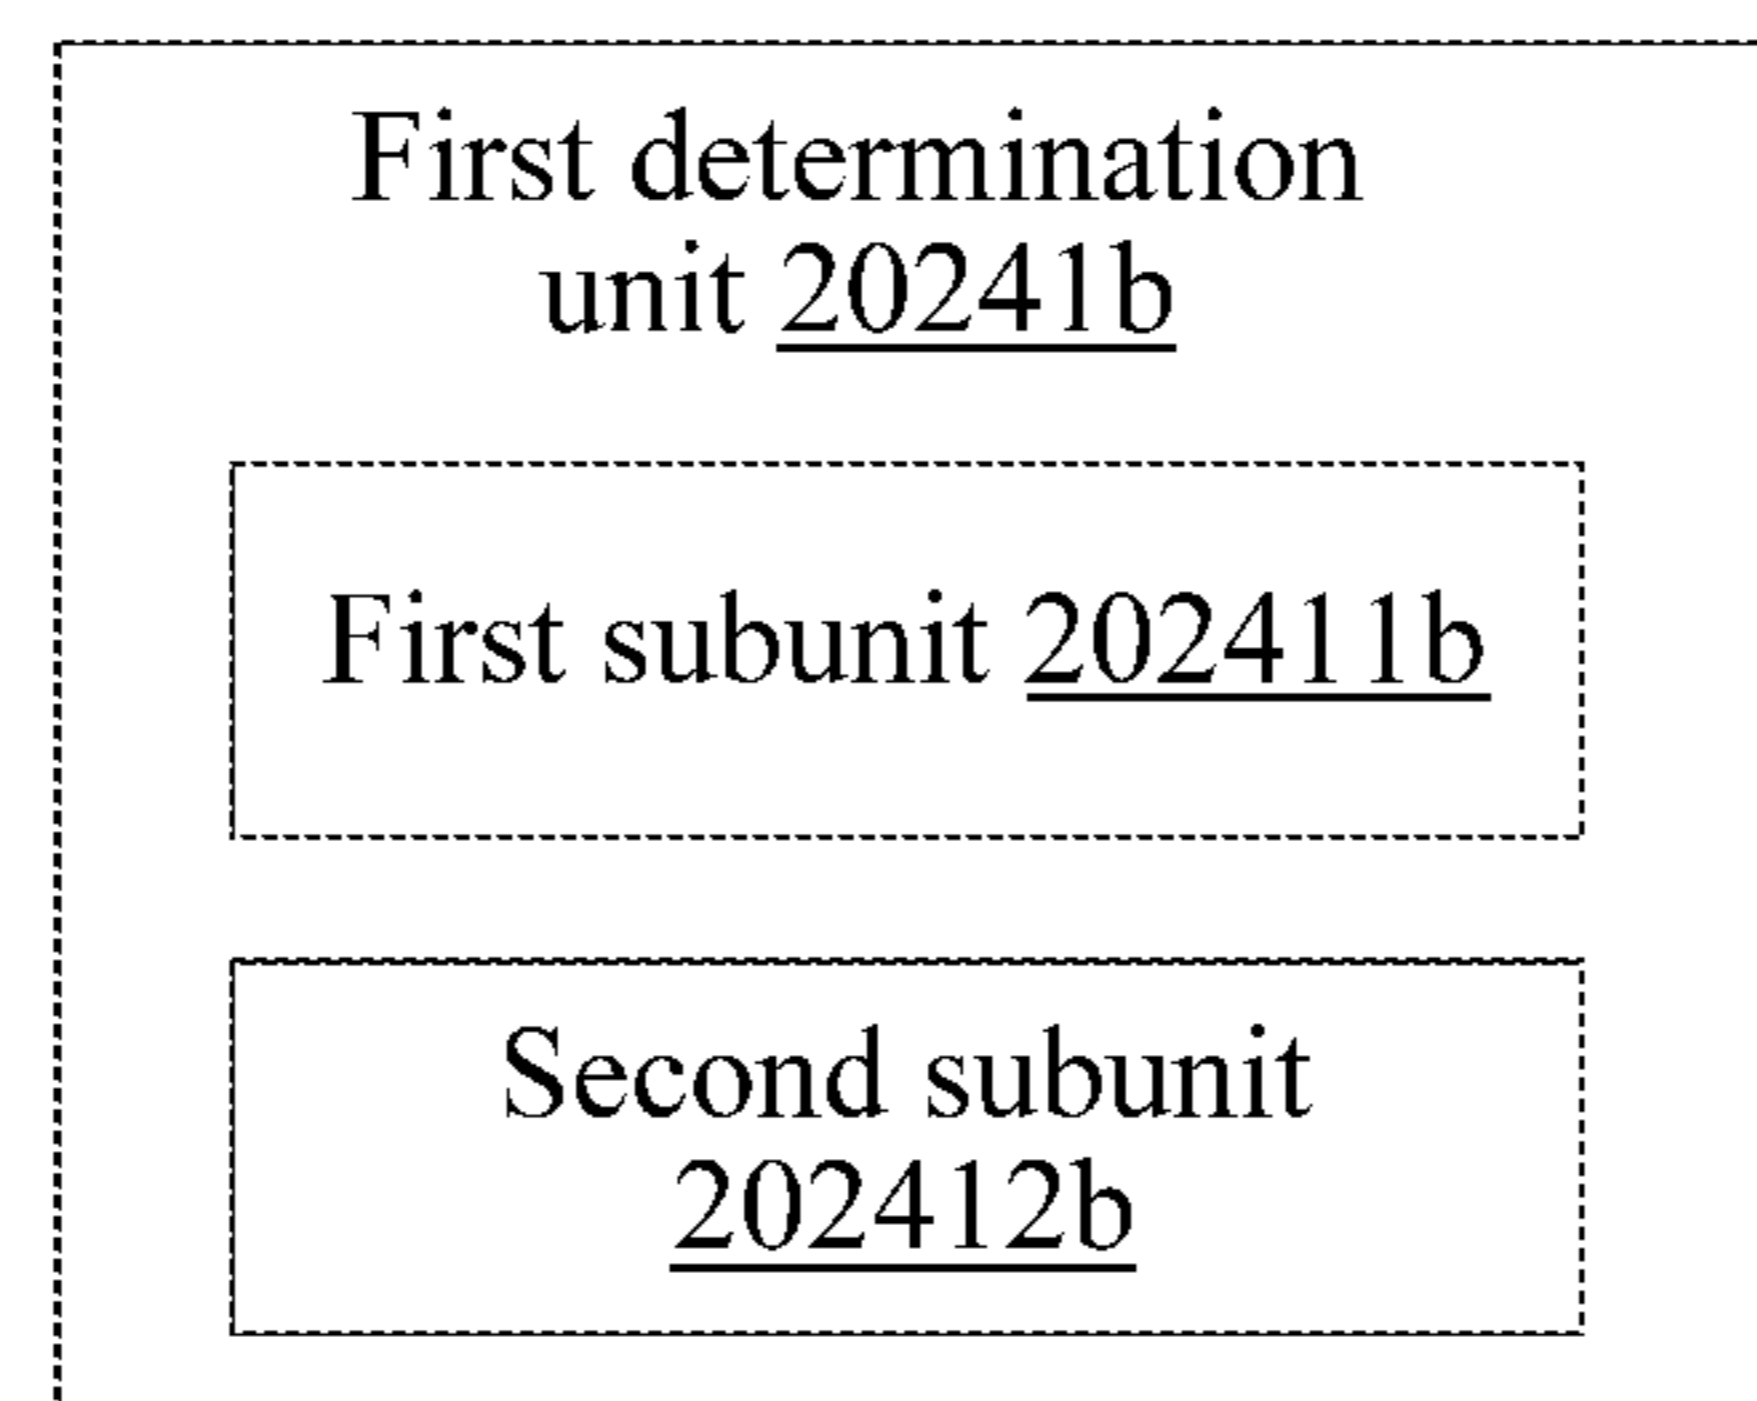 First determination
unit 20241b
First subunit 202411b
Second subunit
202412b